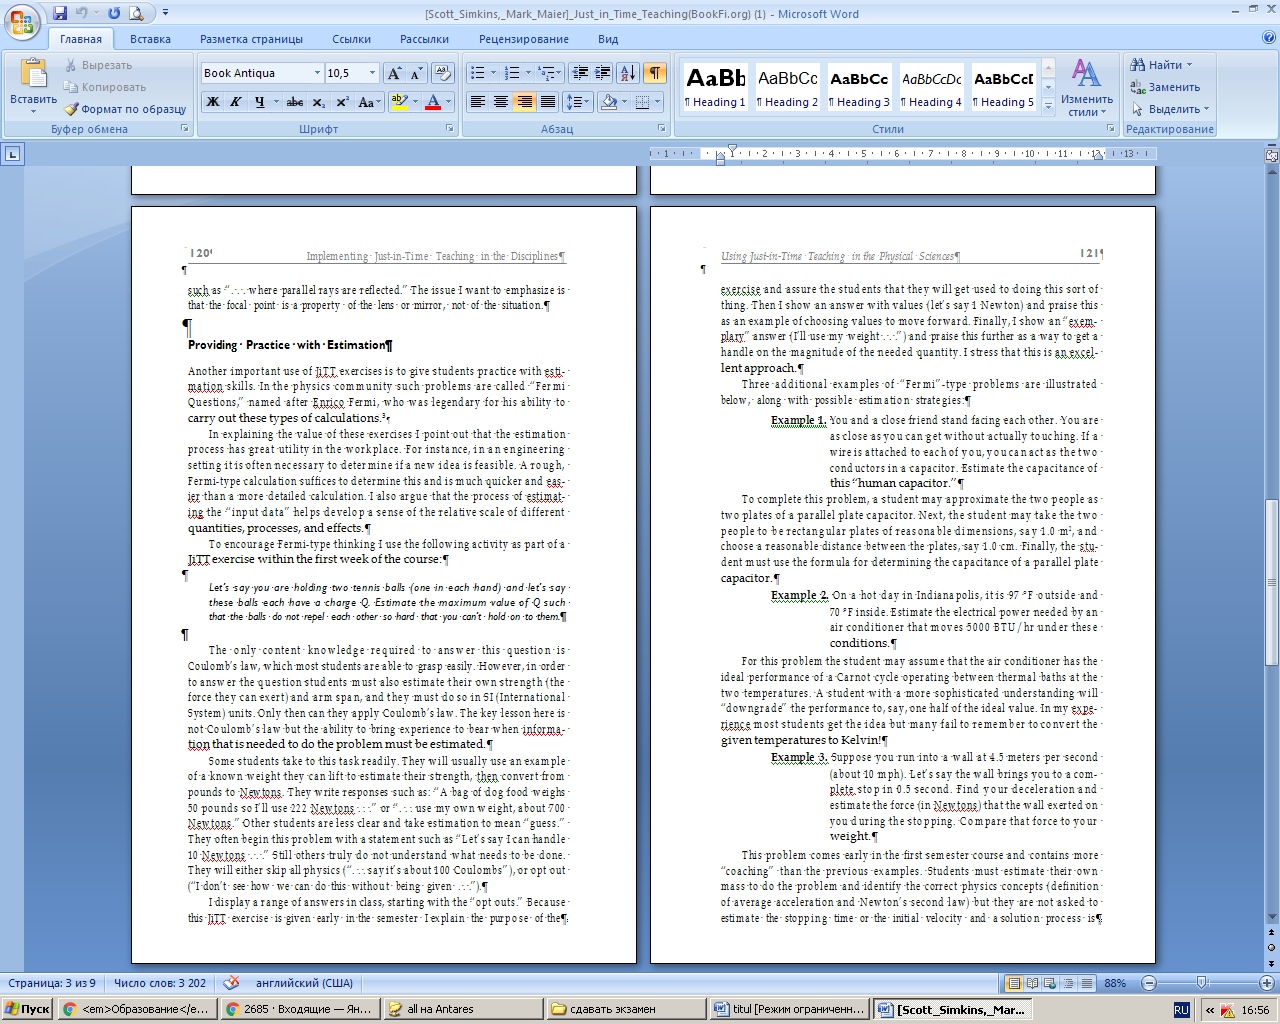 [Scott_Simkins,_Mark_Maier]_Just_in_Time_Teaching(BookFi.org) (1) - Microsoft Word
Главная Вставка Разметка страницы Ссылки Рассылки Рецензирование Вид
Вставить
Вырезать
Копировать
Формат по образцу
Буфер обмена
Book Antiqua 10,5
Шрифт
Абзац
AaBb AaBbCc AaBbCc AaBbCcDc AaBbCcI
¶ Heading 1 ¶ Heading 2 ¶ Heading 3 ¶ Heading 4 ¶ Heading 5
Изменить стили
Стили
Найти
Заменить
Выделить
Редактирование
120 Implementing Just-in-Time Teaching in the Disciplines¶
¶
such as “. . . where parallel rays are reflected.” The issue I want to emphasize is
that the focal point is a property of the lens or mirror, not of the situation.¶
¶
Providing Practice with Estimation¶
Another important use of JiTT exercises is to give students practice with esti-
mation skills. In the physics community such problems are called “Fermi
Questions,” named after Enrico Fermi, who was legendary for his ability to
carry out these types of calculations.³¶
In explaining the value of these exercises I point out that the estimation
process has great utility in the workplace. For instance, in an engineering
setting it is often necessary to determine if a new idea is feasible. A rough,
Fermi-type calculation suffices to determine this and is much quicker and eas-
ier than a more detailed calculation. I also argue that the process of estimat-
ing the “input data” helps develop a sense of the relative scale of different
quantities, processes, and effects.¶
To encourage Fermi-type thinking I use the following activity as part of a
JiTT exercise within the first week of the course:¶
¶
Let’s say you are holding two tennis balls (one in each hand) and let’s say
these balls each have a charge Q. Estimate the maximum value of Q such
that the balls do not repel each other so hard that you can’t hold on to them.¶
¶
The only content knowledge required to answer this question is
Coulomb’s law, which most students are able to grasp easily. However, in order
to answer the question students must also estimate their own strength (the
force they can exert) and arm span, and they must do so in SI (International
System) units. Only then can they apply Coulomb’s law. The key lesson here is
not Coulomb’s law but the ability to bring experience to bear when informa-
tion that is needed to do the problem must be estimated.¶
Some students take to this task readily. They will usually use an example
of a known weight they can lift to estimate their strength, then convert from
pounds to Newtons. They write responses such as: “A bag of dog food weighs
50 pounds so I’ll use 222 Newtons . . .” or “. . . use my own weight, about 700
Newtons.” Other students are less clear and take estimation to mean “guess.”
They often begin this problem with a statement such as “Let’s say I can handle
10 Newtons . . .” Still others truly do not understand what needs to be done.
They will either skip all physics (“. . . say it’s about 100 Coulombs”), or opt out
(“I don’t see how we can do this without being given . . .”).¶
I display a range of answers in class, starting with the “opt outs.” Because
this JiTT exercise is given early in the semester I explain the purpose of the¶
Using Just-in-Time Teaching in the Physical Sciences¶ 121¶
¶
exercise and assure the students that they will get used to doing this sort of
thing. Then I show an answer with values (let’s say 1 Newton) and praise this
as an example of choosing values to move forward. Finally, I show an “exem-
plary” answer (I’ll use my weight . . .”) and praise this further as a way to get a
handle on the magnitude of the needed quantity. I stress that this is an excel-
lent approach.¶
Three additional examples of “Fermi”-type problems are illustrated
below, along with possible estimation strategies:¶
Example 1. You and a close friend stand facing each other. You are
as close as you can get without actually touching. If a
wire is attached to each of you, you can act as the two
conductors in a capacitor. Estimate the capacitance of
this “human capacitor.”¶
To complete this problem, a student may approximate the two people as
two plates of a parallel plate capacitor. Next, the student may take the two
people to be rectangular plates of reasonable dimensions, say 1.0 m², and
choose a reasonable distance between the plates, say 1.0 cm. Finally, the stu-
dent must use the formula for determining the capacitance of a parallel plate
capacitor.¶
Example 2. On a hot day in Indianapolis, it is 97 °F outside and
70 °F inside. Estimate the electrical power needed by an
air conditioner that moves 5000 BTU/hr under these
conditions.¶
For this problem the student may assume that the air conditioner has the
ideal performance of a Carnot cycle operating between thermal baths at the
two temperatures. A student with a more sophisticated understanding will
“downgrade” the performance to, say, one half of the ideal value. In my expe-
rience most students get the idea but many fail to remember to convert the
given temperatures to Kelvin!¶
Example 3. Suppose you run into a wall at 4.5 meters per second
(about 10 mph). Let’s say the wall brings you to a com-
plete stop in 0.5 second. Find your deceleration and
estimate the force (in Newtons) that the wall exerted on
you during the stopping. Compare that force to your
weight.¶
This problem comes early in the first semester course and contains more
“coaching” than the previous examples. Students must estimate their own
mass to do the problem and identify the correct physics concepts (definition
of average acceleration and Newton’s second law) but they are not asked to
estimate the stopping time or the initial velocity and a solution process is¶
Страница: 3 из 9 Число слов: 3 202 английский (США) 88%
Пуск <em>Образование</e... 2685 · Входящие — Ян... all на Antares сдавать экзамен titul [Режим ограниченн... [Scott_Simkins,_Mar... RU 16:56